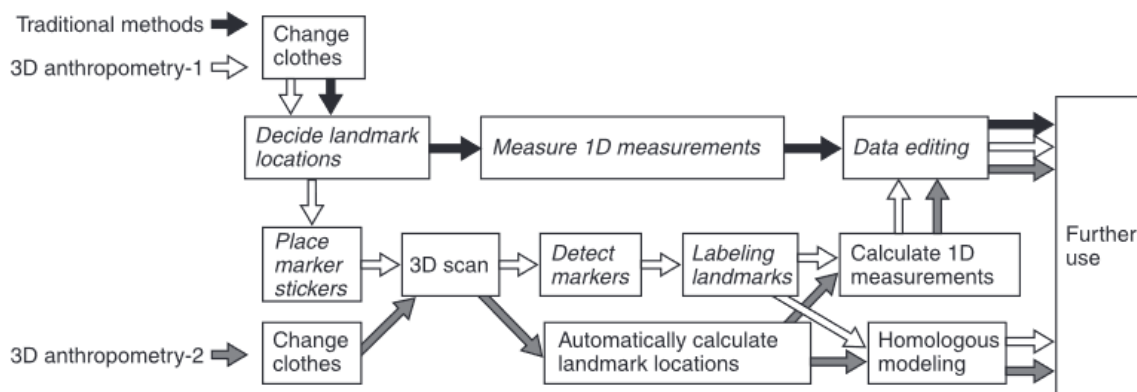 Traditional methods
3D anthropometry-1
Change
clothes
Decide landmark
locations
Measure 1D measurements
Data editing
Place
marker
stickers
3D scan
Detect
markers
Labeling
landmarks
Calculate 1D
measurements
Further
use
3D anthropometry-2
Change
clothes
Automatically calculate
landmark locations
Homologous
modeling